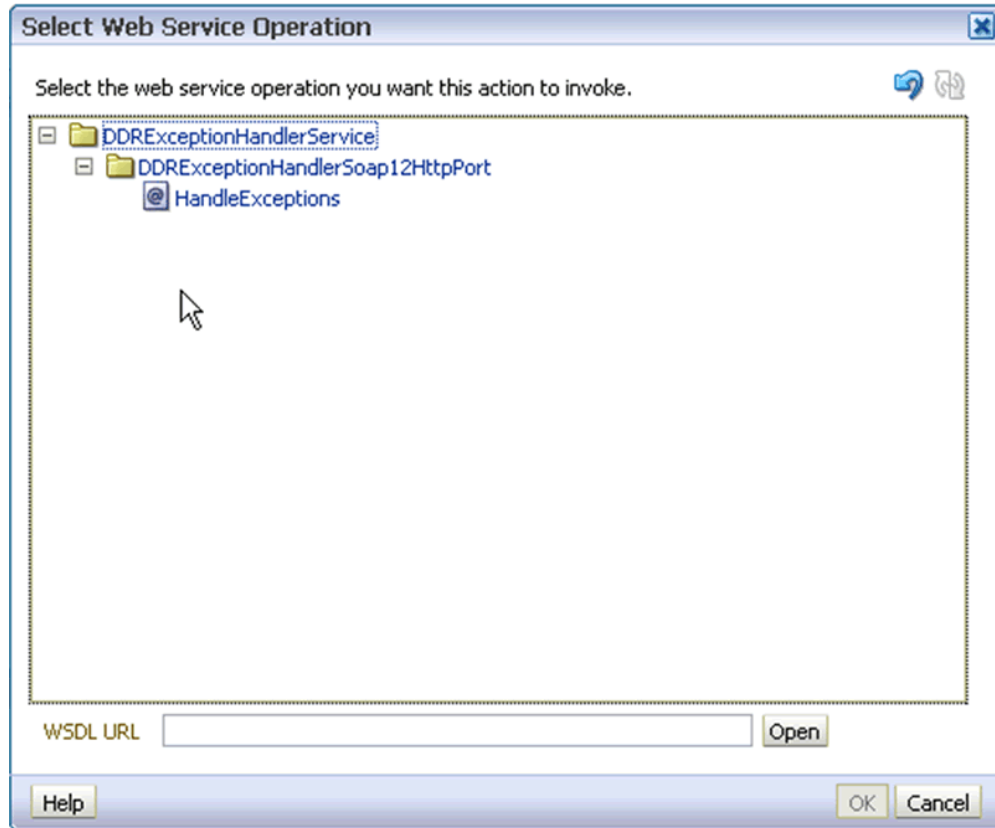 Select Web Service Operation
Select the web service operation you want this action to invoke.
DDRExceptionHandlerService
DDRExceptionHandlerSoap12HttpPort
HandleExceptions
WSDL URL
Open
Help
OK
Cancel